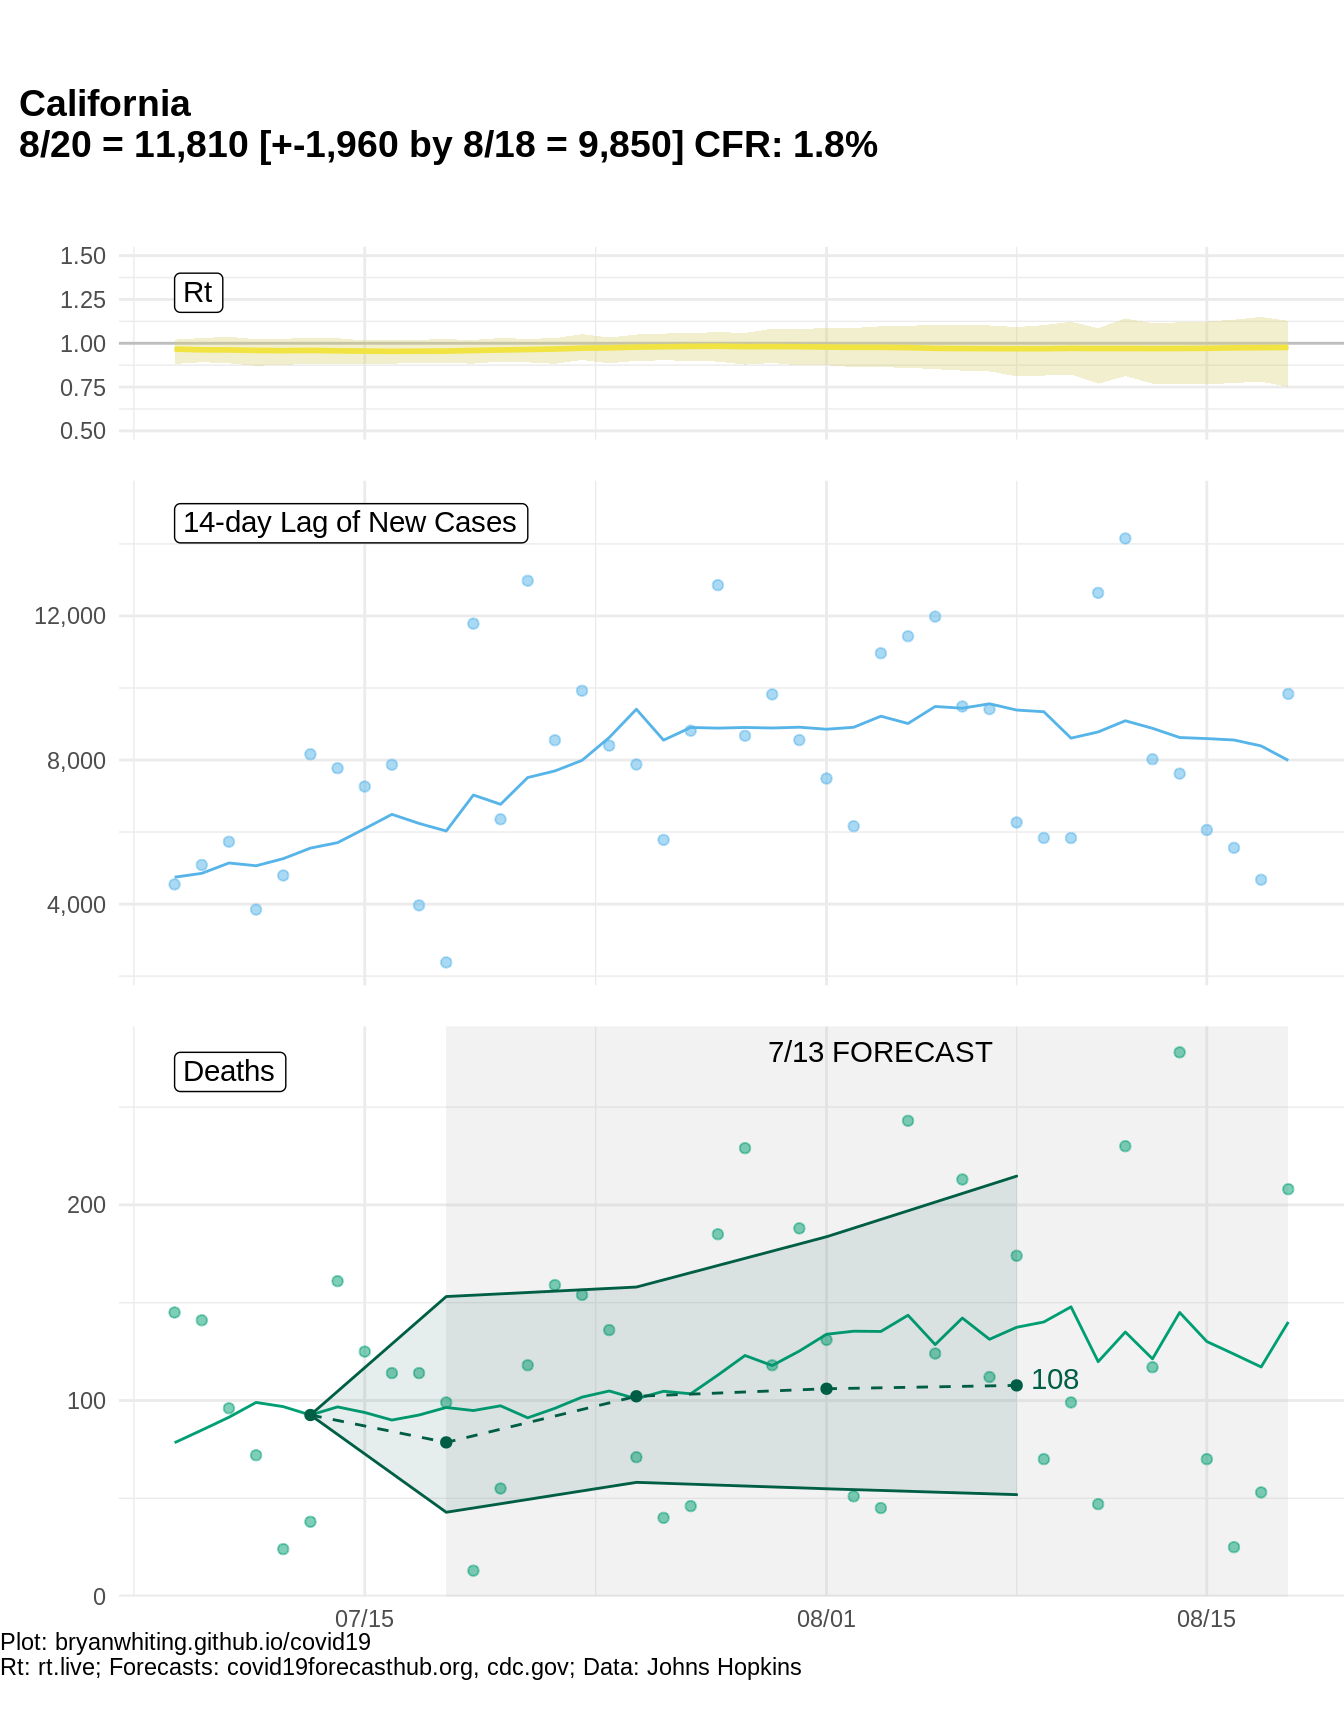 California
8/20 = 11,810 [+-1,960 by 8/18 = 9,850] CFR: 1.8%
1.50
Rt
1.25
1.00
0.75
0.50
14-day Lag of New Cases
12,000
8,000
4,000
7/13 FORECAST
Deaths
200
108
100
0
07/15 08/01 08/15
Plot: bryanwhiting.github.io/covid19
Rt: rt.live; Forecasts: covid19forecasthub.org, cdc.gov; Data: Johns Hopkins